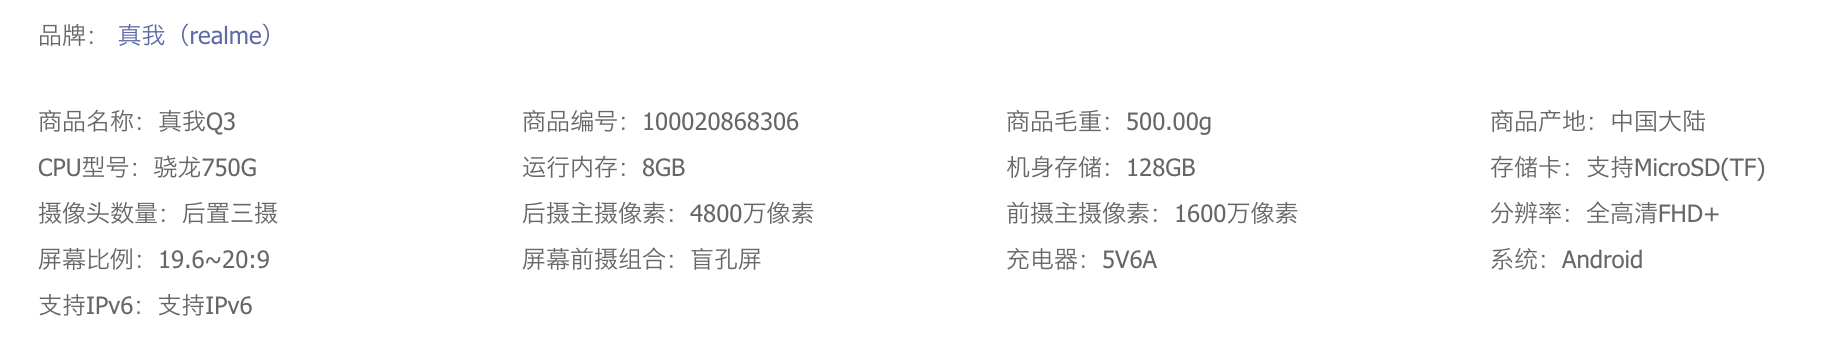 品牌： 真我（realme）
商品名称：真我Q3 商品编号：100020868306 商品毛重：500.00g 商品产地：中国大陆
CPU型号：骁龙750G 运行内存：8GB 机身存储：128GB 存储卡：支持MicroSD(TF)
摄像头数量：后置三摄 后摄主摄像素：4800万像素 前摄主摄像素：1600万像素 分辨率：全高清FHD+
屏幕比例：19.6~20:9 屏幕前摄组合：盲孔屏 充电器：5V6A 系统：Android
支持IPv6：支持IPv6